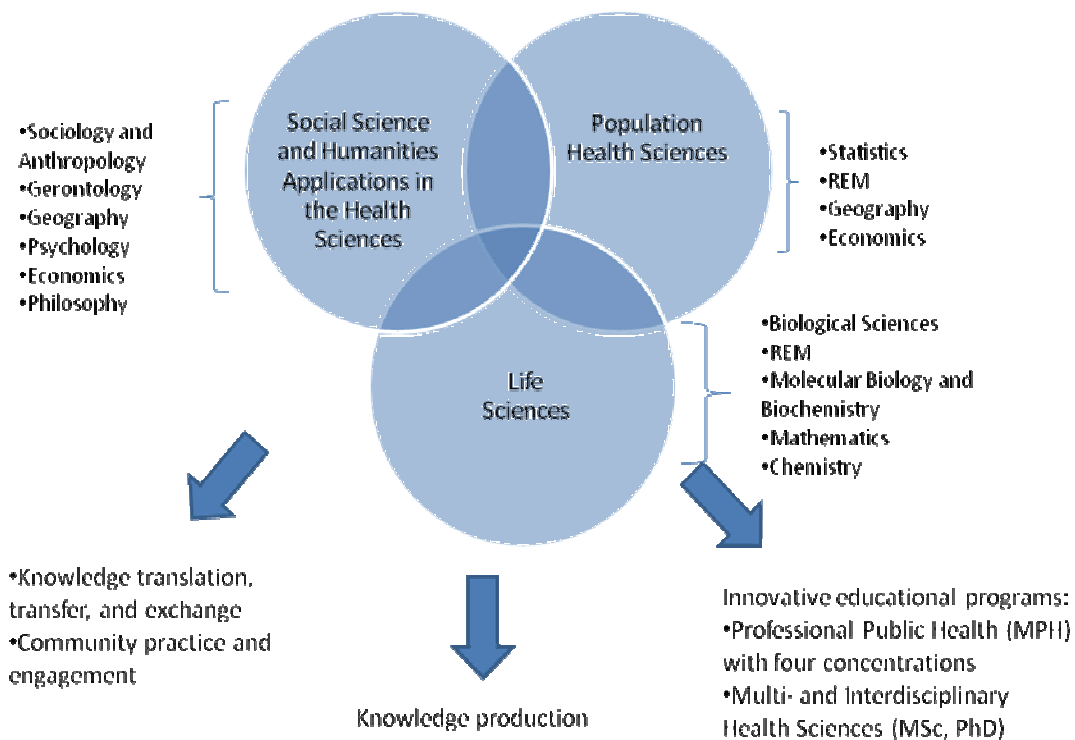 Social Science
and Humanities
Applications in
the Health
Sciences
Population
Health Sciences
Life
Sciences
•Sociology and
Anthropology
•Gerontology
•Geography
•Psychology
•Economics
•Philosophy
•Statistics
•REM
•Geography
•Economics
•Biological Sciences
•REM
•Molecular Biology and
Biochemistry
•Mathematics
•Chemistry
•Knowledge translation,
transfer, and exchange
•Community practice and
engagement
Knowledge production
Innovative educational programs:
•Professional Public Health (MPH)
with four concentrations
•Multi- and Interdisciplinary
Health Sciences (MSc, PhD)